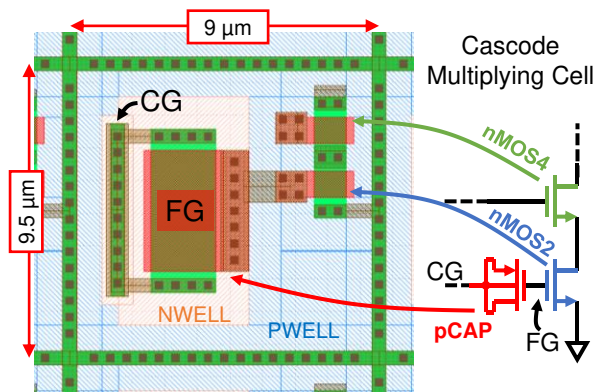 9 µm
Cascode
Multiplying Cell
CG
nMOS4
9.5 µm
FG
nMOS2
CG
NWELL
PWELL
pCAP
FG